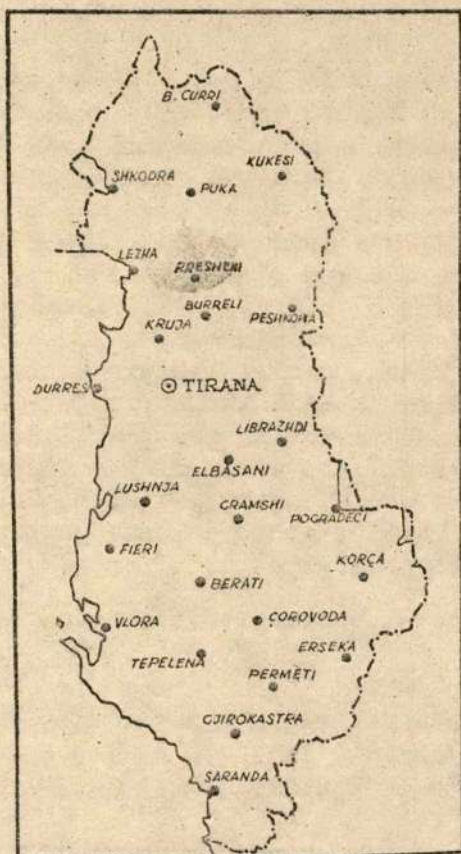 B. CURRI
KUKESI
SHKODRA
PUKA
LEZHA
RRESHENI
BURRELI
PESHKOPIA
KRUJA
DURRES
TIRANA
LIBRAZHDI
ELBASANI
LUSHNJA
GRAMSHI
POGRADECI
FIERI
KORÇA
BERATI
VLORA
COROVODA
TEPELENA
ERSEKA
PERMETI
GJIROKASTRA
SARANDA